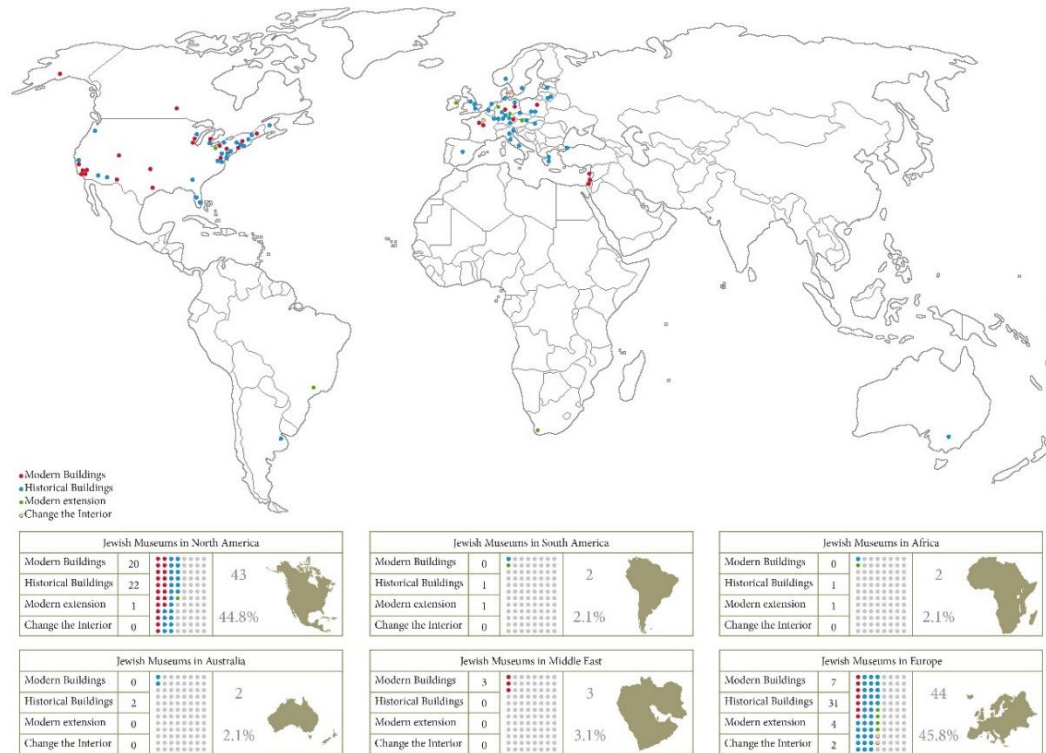 Modern Buildings
Historical Buildings
Modern extension
Change the Interior
Jewish Museums in North America
Modern Buildings 20
Historical Buildings 22
Modern extension 1
Change the Interior 0
43
44.8%
Jewish Museums in South America
Modern Buildings 0
Historical Buildings 1
Modern extension 1
Change the Interior 0
2
2.1%
Jewish Museums in Africa
Modern Buildings 0
Historical Buildings 1
Modern extension 1
Change the Interior 0
2
2.1%
Jewish Museums in Australia
Modern Buildings 0
Historical Buildings 2
Modern extension 0
Change the Interior 0
2
2.1%
Jewish Museums in Middle East
Modern Buildings 3
Historical Buildings 0
Modern extension 0
Change the Interior 0
3
3.1%
Jewish Museums in Europe
Modern Buildings 7
Historical Buildings 31
Modern extension 4
Change the Interior 2
44
45.8%